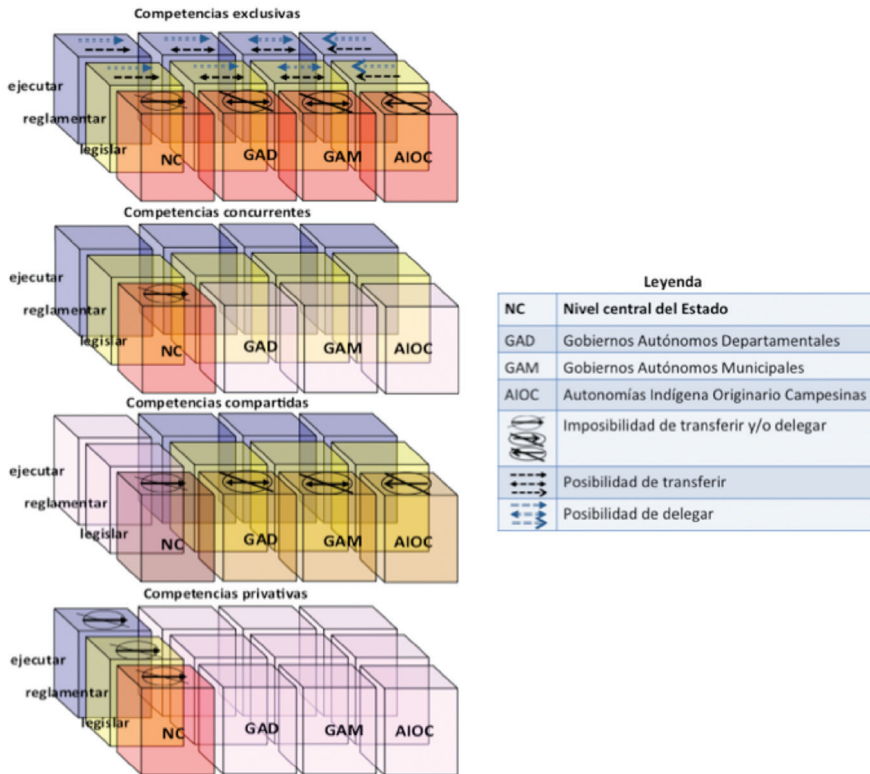 Competencias exclusivas
ejecutar
reglamentar
legislar
NC
GAD
GAM
AIOC
Competencias concurrentes
ejecutar
reglamentar
legislar
NC
GAD
GAM
AIOC
Competencias compartidas
ejecutar
reglamentar
legislar
NC
GAD
GAM
AIOC
Competencias privativas
ejecutar
reglamentar
legislar
NC
GAD
GAM
AIOC
Leyenda
NC Nivel central del Estado
GAD Gobiernos Autónomos Departamentales
GAM Gobiernos Autónomos Municipales
AIOC Autonomías Indígena Originario Campesinas
Imposibilidad de transferir y/o delegar
Posibilidad de transferir
Posibilidad de delegar